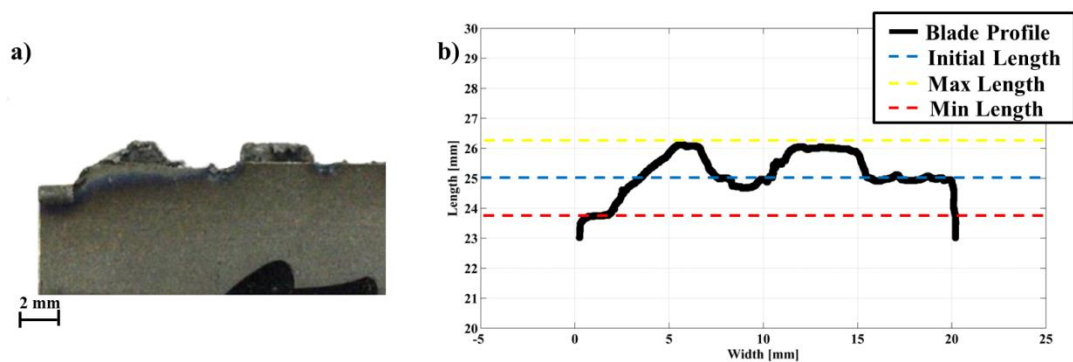 a)
2 mm
b)
Length [mm]
30
29
28
27
26
25
24
23
22
21
20
-5
0
5
10
15
20
25
Width [mm]
Blade Profile
Initial Length
Max Length
Min Length